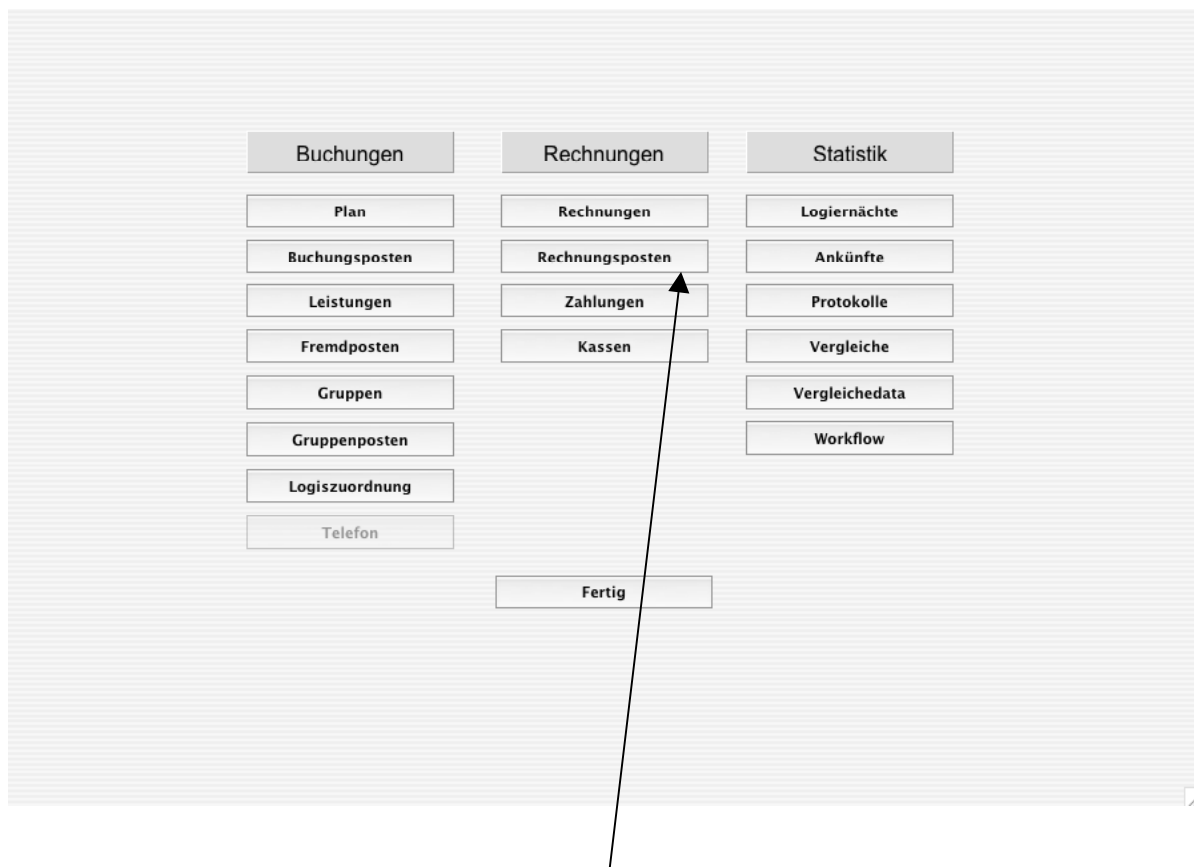 Buchungen
Plan
Buchungsposten
Leistungen
Fremdposten
Gruppen
Gruppenposten
Logiszuordnung
Telefon
Rechnungen
Rechnungen
Rechnungsposten
Zahlungen
Kassen
Statistik
Logiernächte
Ankünfte
Protokolle
Vergleiche
Vergleichedata
Workflow
Fertig